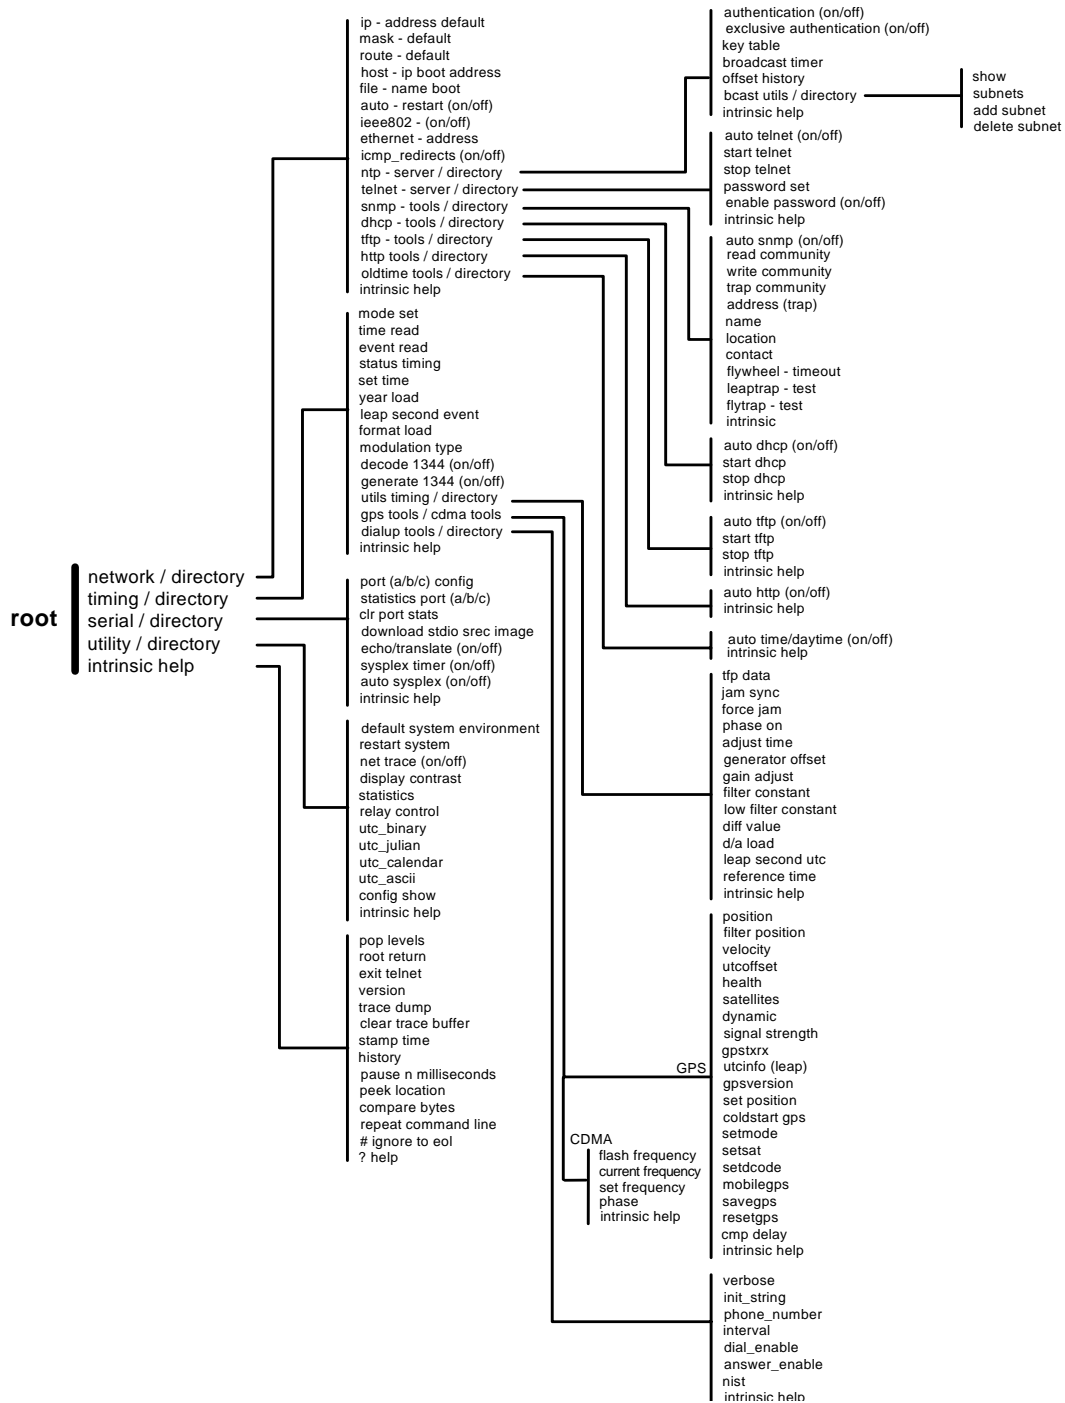 root
network / directory
timing / directory
serial / directory
utility / directory
intrinsic help
ip - address default
mask - default
route - default
host - ip boot address
file - name boot
auto - restart (on/off)
ieee802 - (on/off)
ethernet - address
icmp_redirects (on/off)
ntp - server / directory
telnet - server / directory
snmp - tools / directory
dhcp - tools / directory
tftp - tools / directory
http tools / directory
oldtime tools / directory
intrinsic help
mode set
time read
event read
status timing
set time
year load
leap second event
format load
modulation type
decode 1344 (on/off)
generate 1344 (on/off)
utils timing / directory
gps tools / cdma tools
dialup tools / directory
intrinsic help
port (a/b/c) config
statistics port (a/b/c)
clr port stats
download stdio srec image
echo/translate (on/off)
sysplex timer (on/off)
auto sysplex (on/off)
intrinsic help
default system environment
restart system
net trace (on/off)
display contrast
statistics
relay control
utc_binary
utc_julian
utc_calendar
utc_ascii
config show
intrinsic help
pop levels
root return
exit telnet
version
trace dump
clear trace buffer
stamp time
history
pause n milliseconds
peek location
compare bytes
repeat command line
# ignore to eol
? help
authentication (on/off)
exclusive authentication (on/off)
key table
broadcast timer
offset history
bcast utils / directory
intrinsic help
show
subnets
add subnet
delete subnet
auto telnet (on/off)
start telnet
stop telnet
password set
enable password (on/off)
intrinsic help
auto snmp (on/off)
read community
write community
trap community
address (trap)
name
location
contact
flywheel - timeout
leaptrap - test
flytrap - test
intrinsic
auto dhcp (on/off)
start dhcp
stop dhcp
intrinsic help
auto tftp (on/off)
start tftp
stop tftp
intrinsic help
auto http (on/off)
intrinsic help
auto time/daytime (on/off)
intrinsic help
tfp data
jam sync
force jam
phase on
adjust time
generator offset
gain adjust
filter constant
low filter constant
diff value
d/a load
leap second utc
reference time
intrinsic help
GPS
position
filter position
velocity
utcoffset
health
satellites
dynamic
signal strength
gpstxrx
utcinfo (leap)
gpsversion
set position
coldstart gps
setmode
setsat
setdcode
mobilegps
savegps
resetgps
cmp delay
intrinsic help
CDMA
flash frequency
current frequency
set frequency
phase
intrinsic help
verbose
init_string
phone_number
interval
dial_enable
answer_enable
nist
intrinsic help